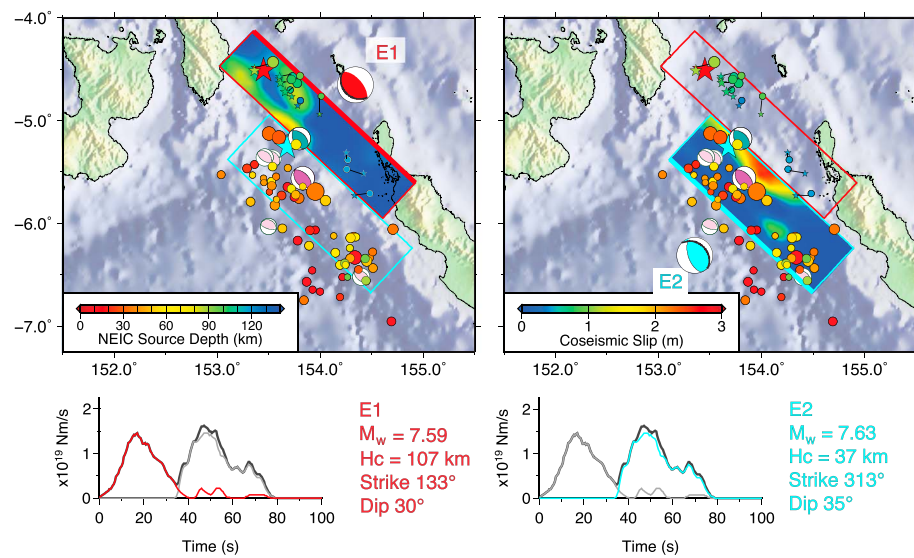 −4.0°
−5.0°
−6.0°
−7.0°
E1
E2
0 30 60 90 120
NEIC Source Depth (km)
0 1 2 3
Coseismic Slip (m)
152.0° 153.0° 154.0° 155.0°
152.0° 153.0° 154.0° 155.0°
x10¹⁹ Nm/s
2
1
0
0 20 40 60 80 100
Time (s)
E1
Mw = 7.59
Hc = 107 km
Strike 133°
Dip 30°
x10¹⁹ Nm/s
2
1
0
0 20 40 60 80 100
Time (s)
E2
Mw = 7.63
Hc = 37 km
Strike 313°
Dip 35°